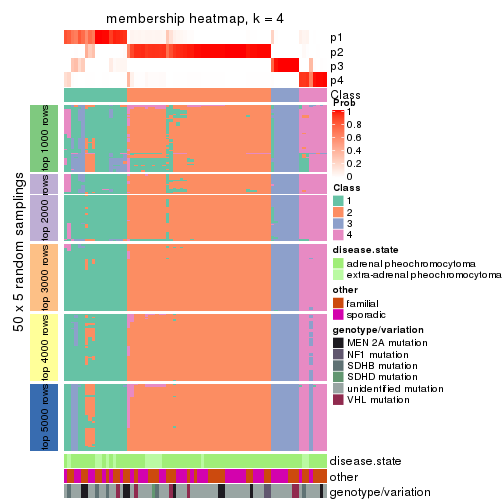 membership heatmap, k = 4
p1
p2
p3
p4
Class
Prob
1
0.8
0.6
0.4
0.2
0
Class
1
2
3
4
disease.state
adrenal pheochromocytoma
extra-adrenal pheochromocytoma
other
familial
sporadic
genotype/variation
MEN 2A mutation
NF1 mutation
SDHB mutation
SDHD mutation
unidentified mutation
VHL mutation
50 x 5 random samplings
top 1000 rows
top 2000 rows
top 3000 rows
top 4000 rows
top 5000 rows
disease.state
other
genotype/variation